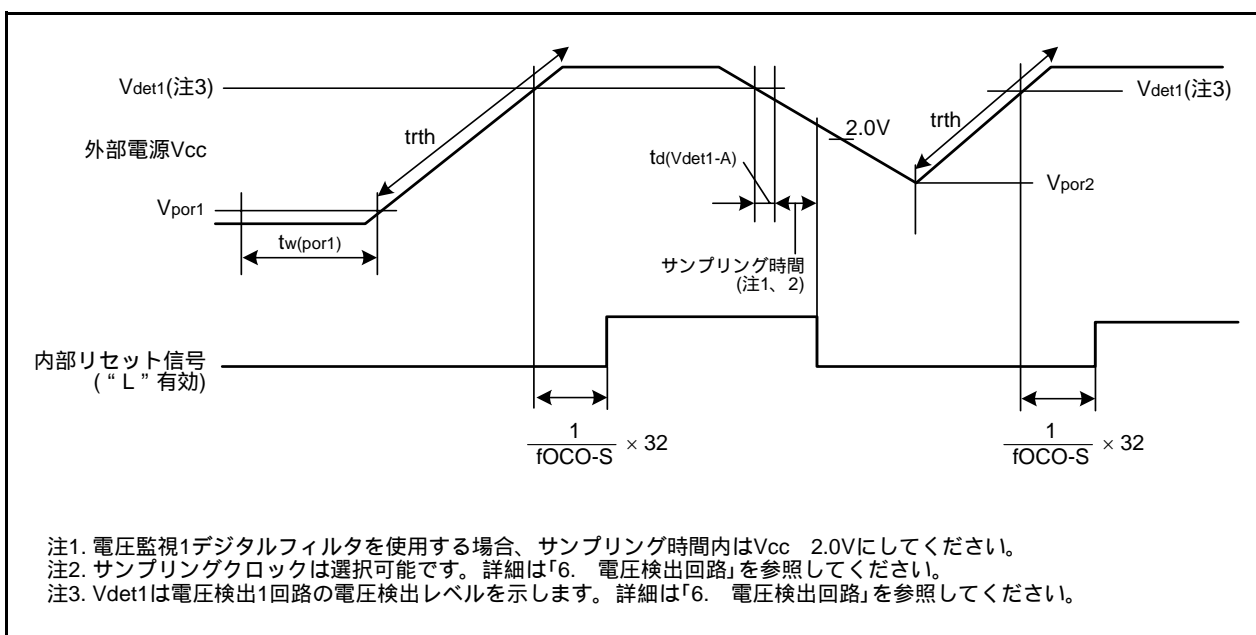 Vdet1(注3)
外部電源Vcc
Vpor1
tw(por1)
trth
td(Vdet1-A)
2.0V
サンプリング時間
(注1、2)
trth
Vdet1(注3)
Vpor2
内部リセット信号
(“L”有効)
1
fOCO-S
× 32
1
fOCO-S
× 32
注1. 電圧監視1デジタルフィルタを使用する場合、サンプリング時間内はVcc 2.0Vにしてください。
注2. サンプリングクロックは選択可能です。詳細は「6. 電圧検出回路」を参照してください。
注3. Vdet1は電圧検出1回路の電圧検出レベルを示します。詳細は「6. 電圧検出回路」を参照してください。